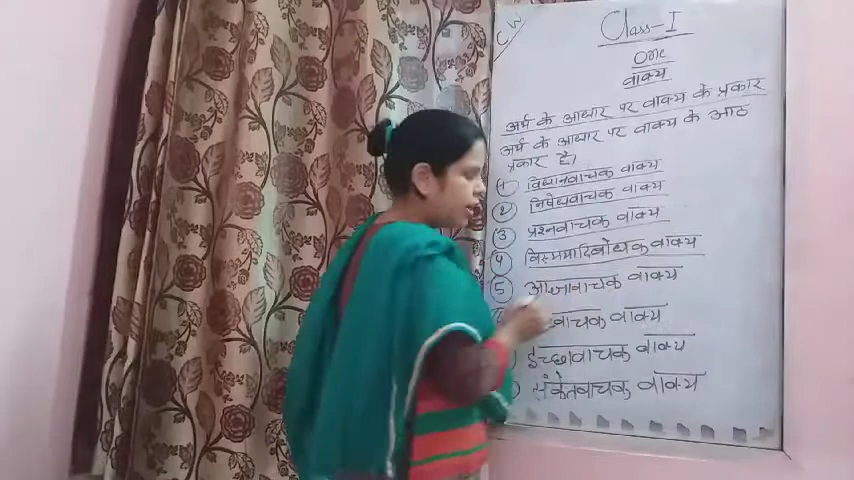 CW
Class-I
वाक्य
अर्थ के आधार पर वाक्य के प्रकार
अर्थ के आधार पर वाक्य के आठ
प्रकार है।
1 विधानवाचक वाक्य
2 निषेधवाचक वाक्य
3 प्रश्नवाचक वाक्य
4 विस्मयादिबोधक वाक्य
5 आज्ञावाचक वाक्य
वाचक वाक्य
इच्छावाचक वाक्य
संकेतवाचक वाक्य